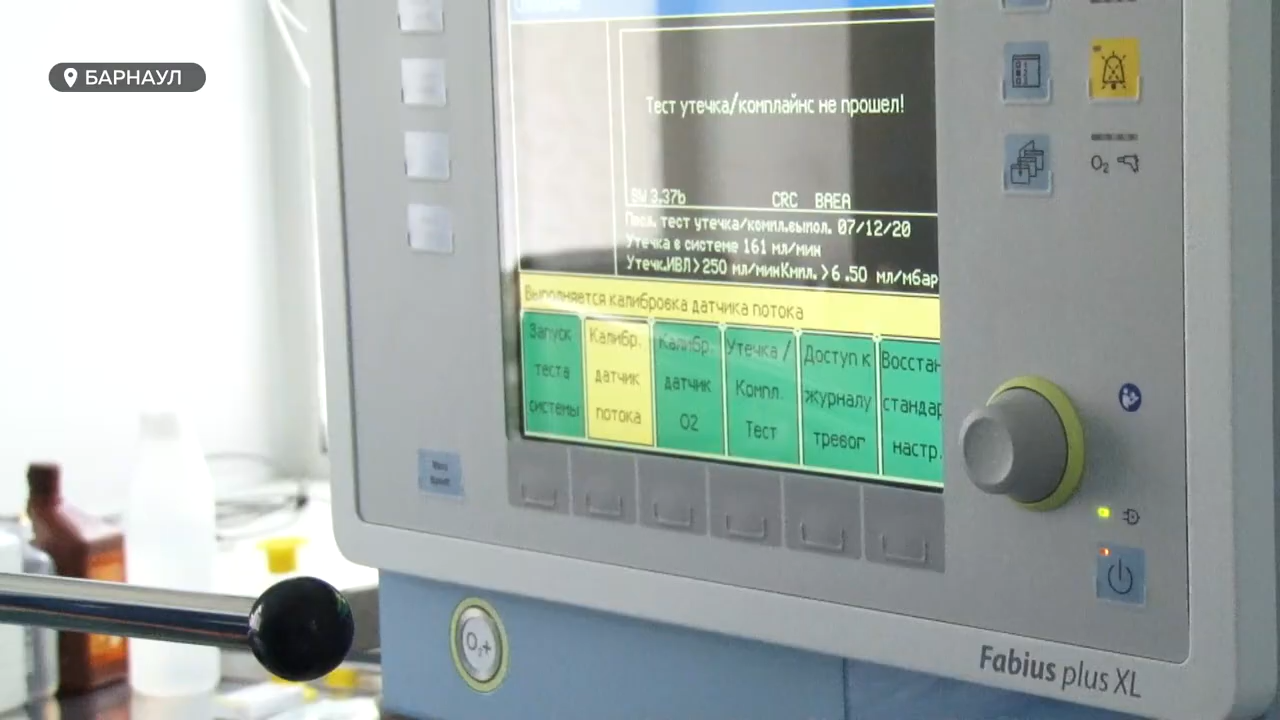 БАРНАУЛ
Тест утечка/комплайнс не прошел!
SW 3.37b CRC BAEA
Посл. тест утечка/компл.выпол. 07/12/20
Утечка в системе 161 мл/мин
Утечк.ИВЛ>250 мл/минКмпл.>6.50 мл/мбар
Выполняется калибровка датчика потока
Запуск теста системы
Калибр. датчик потока
Калибр. датчик O2
Утечка/ Компл. Тест
Доступ к журналу тревог
Восстан стандар настр.
O₂
O₂+
Fabius plus XL